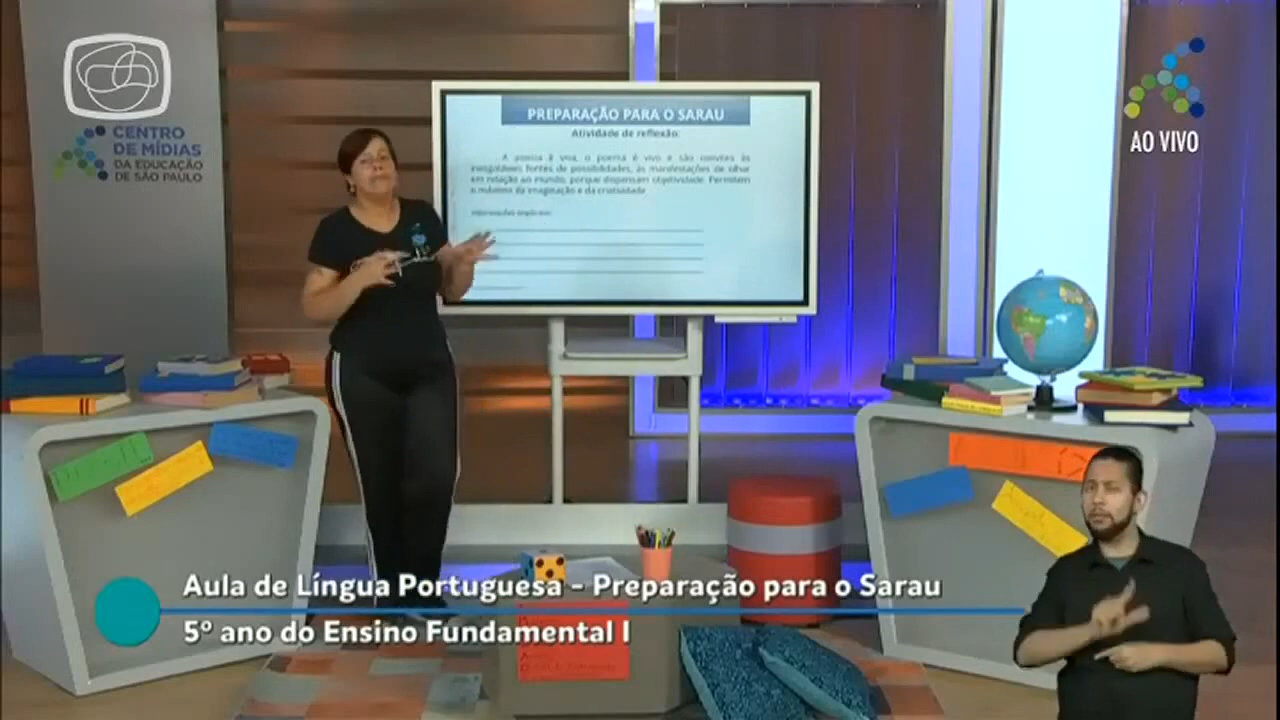 CENTRO
DE MÍDIAS
DA EDUCAÇÃO
DE SÃO PAULO
AO VIVO
PREPARAÇÃO PARA O SARAU
Atividade de reflexão:
A poesia é viva, o poema é vivo e são convites às
inesgotáveis fontes de possibilidades, às manifestações de olhar
em relação ao mundo, porque dispensam objetividade. Permitem
o máximo da imaginação e da criatividade
Informações implícitas:
Aula de Língua Portuguesa - Preparação para o Sarau
5º ano do Ensino Fundamental I